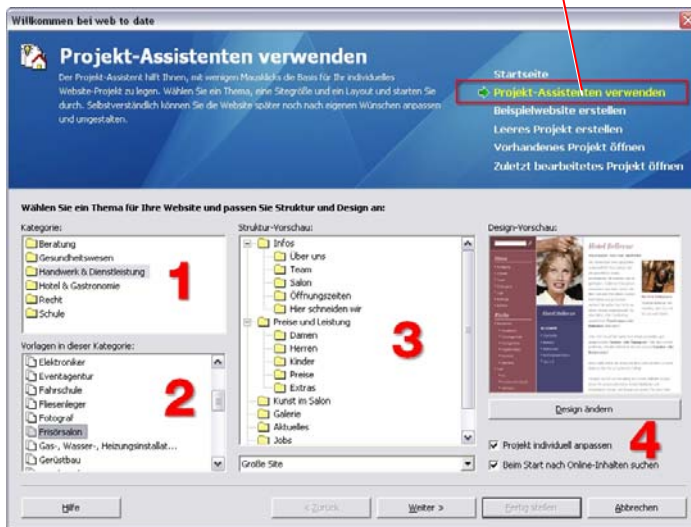 Willkommen bei web to date
Projekt-Assistenten verwenden
Der Projekt-Assistent hilft Ihnen, mit wenigen Mausklicks die Basis für Ihr individuelles
Website-Projekt zu legen. Wählen Sie ein Thema, eine Sitegröße und ein Layout und starten Sie
durch. Selbstverständlich können Sie die Website später noch nach eigenen Wünschen anpassen
und umgestalten.
Startseite
Projekt-Assistenten verwenden
Beispielwebsite erstellen
Leeres Projekt erstellen
Vorhandenes Projekt öffnen
Zuletzt bearbeitetes Projekt öffnen
Wählen Sie ein Thema für Ihre Website und passen Sie Struktur und Design an:
Kategorie:
Beratung
Gesundheitswesen
Handwerk & Dienstleistung
Hotel & Gastronomie
Recht
Schule
1
Vorlagen in dieser Kategorie:
Elektroniker
Eventagentur
Fahrschule
Fliesenleger
Fotograf
Frisörsalon
Gas-, Wasser-, Heizungsinstallat...
Gerüstbau
2
Struktur-Vorschau:
Infos
Über uns
Team
Salon
Öffnungszeiten
Hier schneiden wir
Preise und Leistung
Damen
Herren
Kinder
Preise
Extras
Kunst im Salon
Galerie
Aktuelles
Jobs
3
Große Site
Design-Vorschau:
Hotel Bellevue
Hotel Bellevue
Design ändern
Projekt individuell anpassen
Beim Start nach Online-Inhalten suchen
4
Hilfe
< Zurück
Weiter >
Fertig stellen
Abbrechen